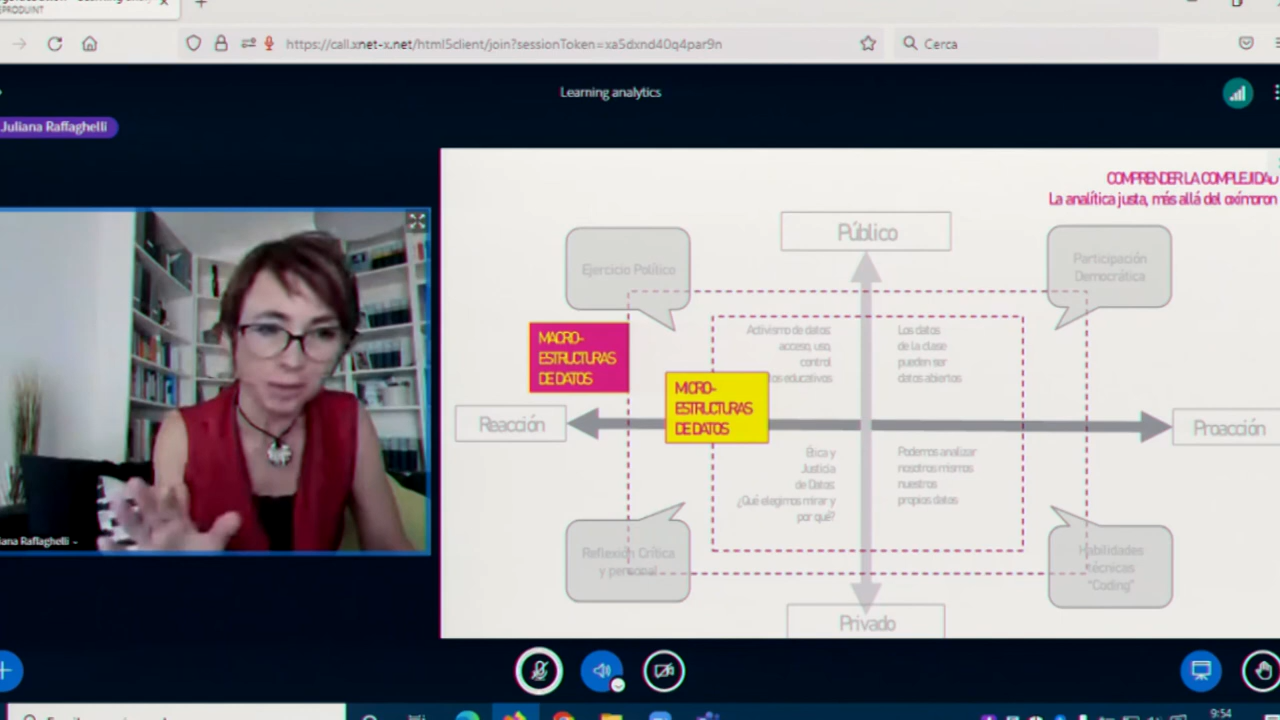 https://call.xnet-x.net/html5client/join?sessionToken=xa5dxnd40q4par9n
Cerca
Learning analytics
Juliana Raffaghelli
COMPRENDER LA COMPLEJIDAD
La analítica justa, más allá del oxímoron
Público
Ejercicio Político
Participación
Democrática
MACRO-
ESTRUCTURAS
DE DATOS
Activismo de datos:
acceso, uso,
control
os educativos
Los datos
de la clase
pueden ser
datos abiertos
MICRO-
ESTRUCTURAS
DE DATOS
Reacción
Proacción
Ética y
Justicia
de Datos:
¿Qué elegimos mirar y
por qué?
Podemos analizar
nosotros mismos
nuestros
propios datos
Reflexión Crítica
y personal
Habilidades
técnicas
"Coding"
Privado
iana Raffaghelli
9:54